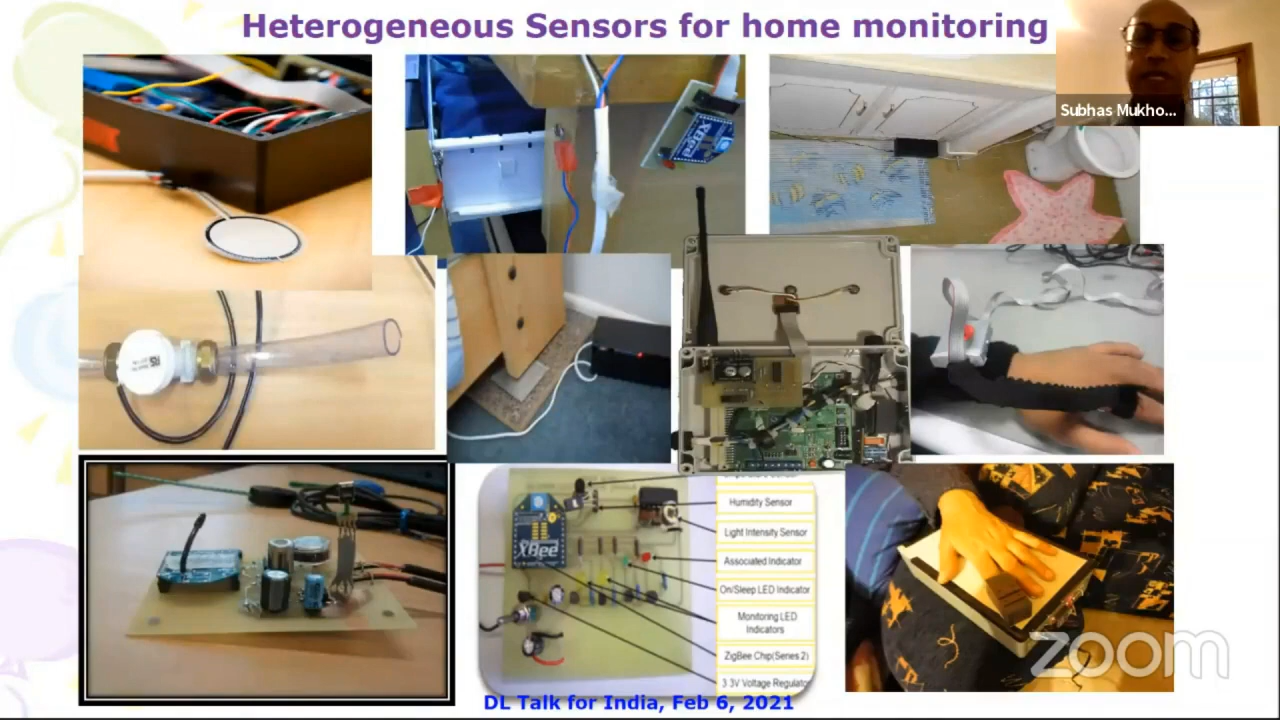 Heterogeneous Sensors for home monitoring
Subhas Mukho...
XBee
XBee
Humidity Sensor
Light Intensity Sensor
Associated Indicator
On/Sleep LED Indicator
Monitoring LED
Indicators
ZigBee Chip(Series 2)
3.3V Voltage Regulator
zoom
DL Talk for India, Feb 6, 2021